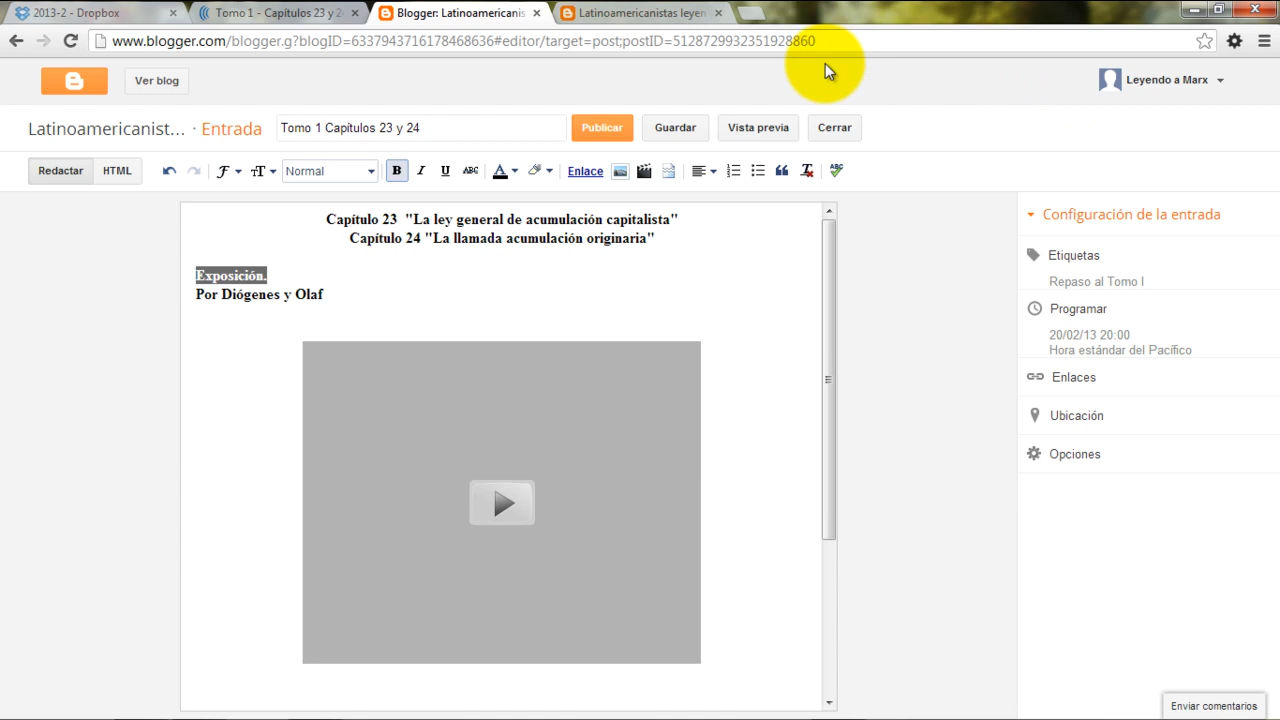 2013-2 - Dropbox
Tomo 1 - Capítulos 23 y 2
Blogger: Latinoamericanis
Latinoamericanistas leyen
www.blogger.com/blogger.g?blogID=6337943716178468636#editor/target=post;postID=5128729932351928860
Ver blog
Leyendo a Marx
Latinoamericanist... · Entrada
Tomo 1 Capítulos 23 y 24
Publicar
Guardar
Vista previa
Cerrar
Redactar
HTML
Normal
B
I
U
ABC
A
Enlace
Capítulo 23 "La ley general de acumulación capitalista"
Capítulo 24 "La llamada acumulación originaria"
Exposición.
Por Diógenes y Olaf
Configuración de la entrada
Etiquetas
Repaso al Tomo I
Programar
20/02/13 20:00
Hora estándar del Pacífico
Enlaces
Ubicación
Opciones
Enviar comentarios